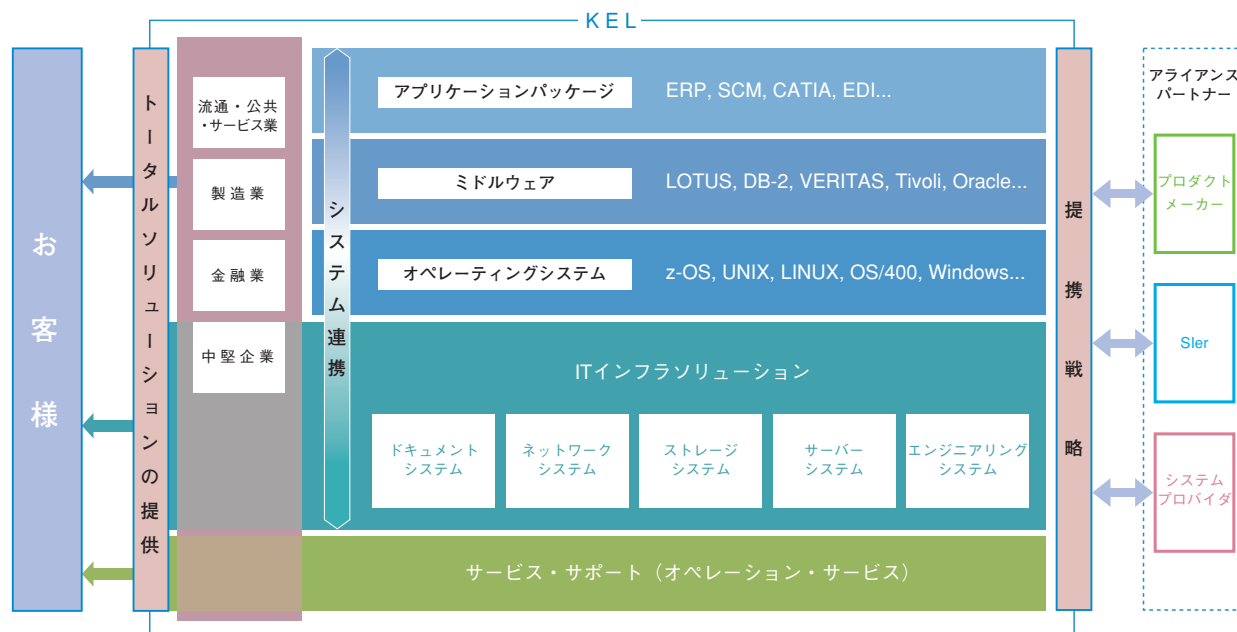 KEL
お客様
トータルソリューションの提供
流通・公共
・サービス業
製造業
金融業
中堅企業
システム連携
アプリケーションパッケージ
ERP, SCM, CATIA, EDI...
ミドルウェア
LOTUS, DB-2, VERITAS, Tivoli, Oracle...
オペレーティングシステム
z-OS, UNIX, LINUX, OS/400, Windows...
ITインフラソリューション
ドキュメント
システム
ネットワーク
システム
ストレージ
システム
サーバー
システム
エンジニアリング
システム
サービス・サポート（オペレーション・サービス）
提携戦略
アライアンス
パートナー
プロダクト
メーカー
SIer
システム
プロバイダ